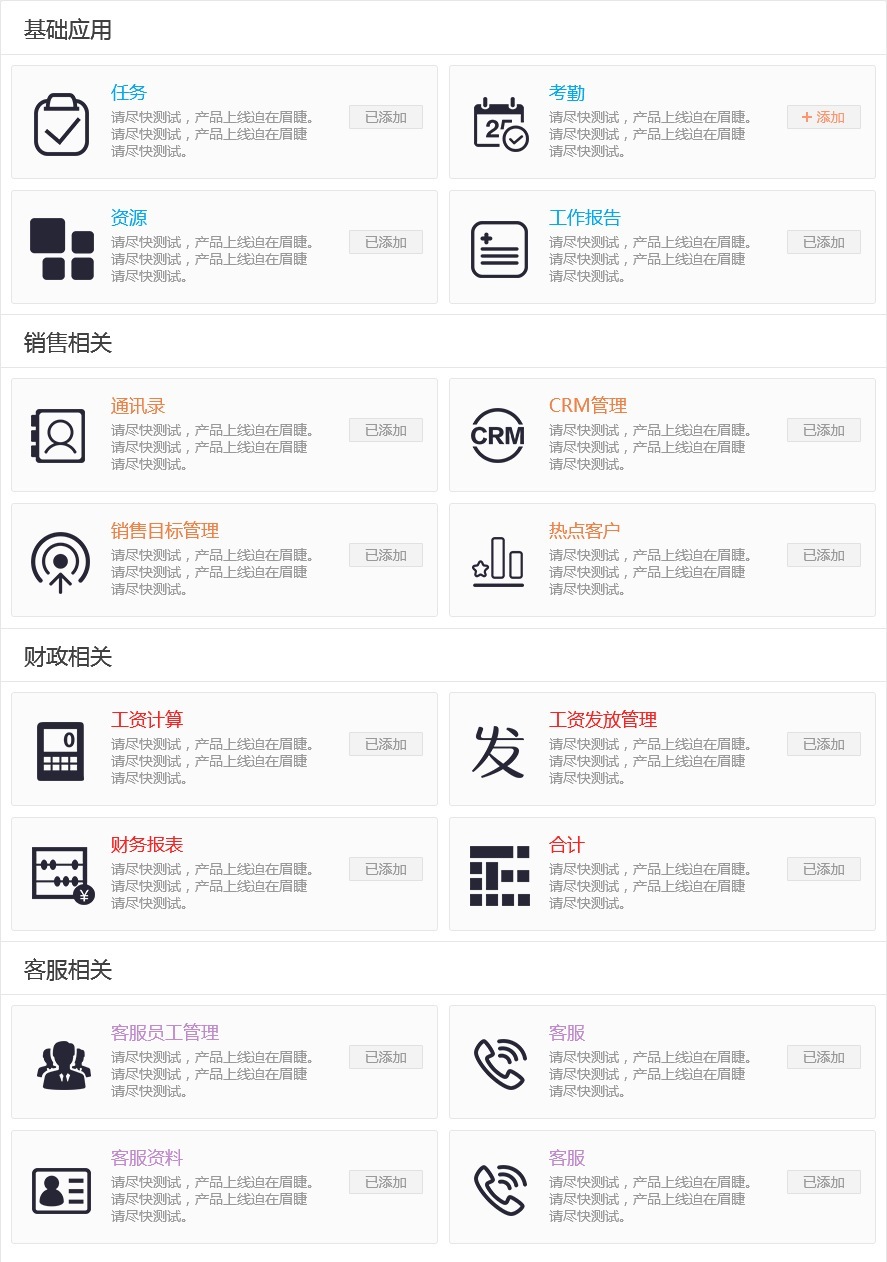 基础应用
任务
请尽快测试，产品上线迫在眉睫。
请尽快测试，产品上线迫在眉睫
请尽快测试。
已添加
25
考勤
请尽快测试，产品上线迫在眉睫。
请尽快测试，产品上线迫在眉睫
请尽快测试。
+ 添加
资源
请尽快测试，产品上线迫在眉睫。
请尽快测试，产品上线迫在眉睫
请尽快测试。
已添加
工作报告
请尽快测试，产品上线迫在眉睫。
请尽快测试，产品上线迫在眉睫
请尽快测试。
已添加
销售相关
通讯录
请尽快测试，产品上线迫在眉睫。
请尽快测试，产品上线迫在眉睫
请尽快测试。
已添加
CRM
CRM管理
请尽快测试，产品上线迫在眉睫。
请尽快测试，产品上线迫在眉睫
请尽快测试。
已添加
销售目标管理
请尽快测试，产品上线迫在眉睫。
请尽快测试，产品上线迫在眉睫
请尽快测试。
已添加
热点客户
请尽快测试，产品上线迫在眉睫。
请尽快测试，产品上线迫在眉睫
请尽快测试。
已添加
财政相关
0
工资计算
请尽快测试，产品上线迫在眉睫。
请尽快测试，产品上线迫在眉睫
请尽快测试。
已添加
发
工资发放管理
请尽快测试，产品上线迫在眉睫。
请尽快测试，产品上线迫在眉睫
请尽快测试。
已添加
¥
财务报表
请尽快测试，产品上线迫在眉睫。
请尽快测试，产品上线迫在眉睫
请尽快测试。
已添加
合计
请尽快测试，产品上线迫在眉睫。
请尽快测试，产品上线迫在眉睫
请尽快测试。
已添加
客服相关
客服员工管理
请尽快测试，产品上线迫在眉睫。
请尽快测试，产品上线迫在眉睫
请尽快测试。
已添加
客服
请尽快测试，产品上线迫在眉睫。
请尽快测试，产品上线迫在眉睫
请尽快测试。
已添加
客服资料
请尽快测试，产品上线迫在眉睫。
请尽快测试，产品上线迫在眉睫
请尽快测试。
已添加
客服
请尽快测试，产品上线迫在眉睫。
请尽快测试，产品上线迫在眉睫
请尽快测试。
已添加